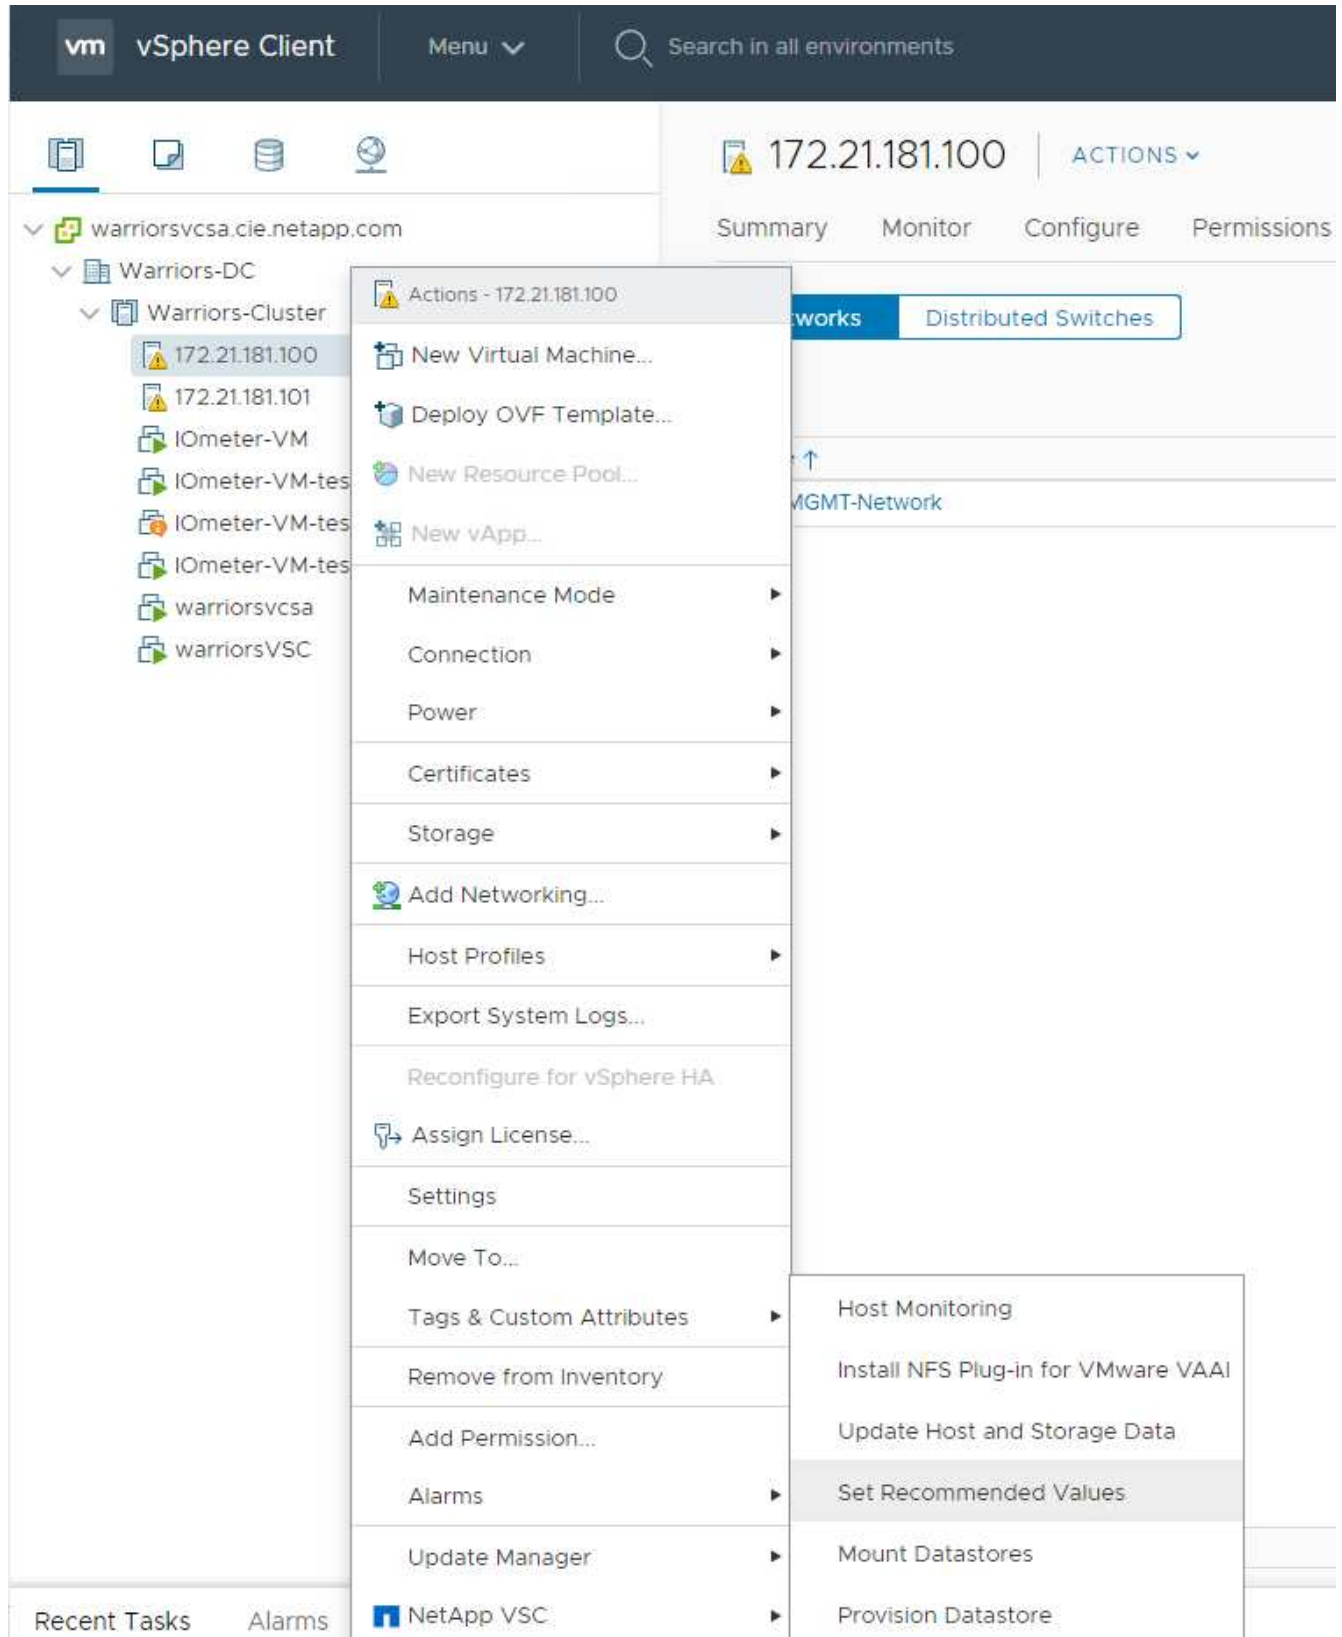 vm vSphere Client Menu Search in all environments
172.21.181.100 ACTIONS
Summary Monitor Configure Permissions
warriorsvcsa.cie.netapp.com
Warriors-DC
Warriors-Cluster
172.21.181.100
172.21.181.101
IOmeter-VM
IOmeter-VM-tes
IOmeter-VM-tes
IOmeter-VM-tes
warriorsvcsa
warriorsVSC
Actions - 172.21.181.100
New Virtual Machine...
Deploy OVF Template...
New Resource Pool...
New vApp...
Maintenance Mode
Connection
Power
Certificates
Storage
Add Networking...
Host Profiles
Export System Logs...
Reconfigure for vSphere HA
Assign License...
Settings
Move To...
Tags & Custom Attributes
Remove from Inventory
Add Permission...
Alarms
Update Manager
NetApp VSC
works Distributed Switches
↑
MGMT-Network
Host Monitoring
Install NFS Plug-in for VMware VAAI
Update Host and Storage Data
Set Recommended Values
Mount Datastores
Provision Datastore
Recent Tasks Alarms